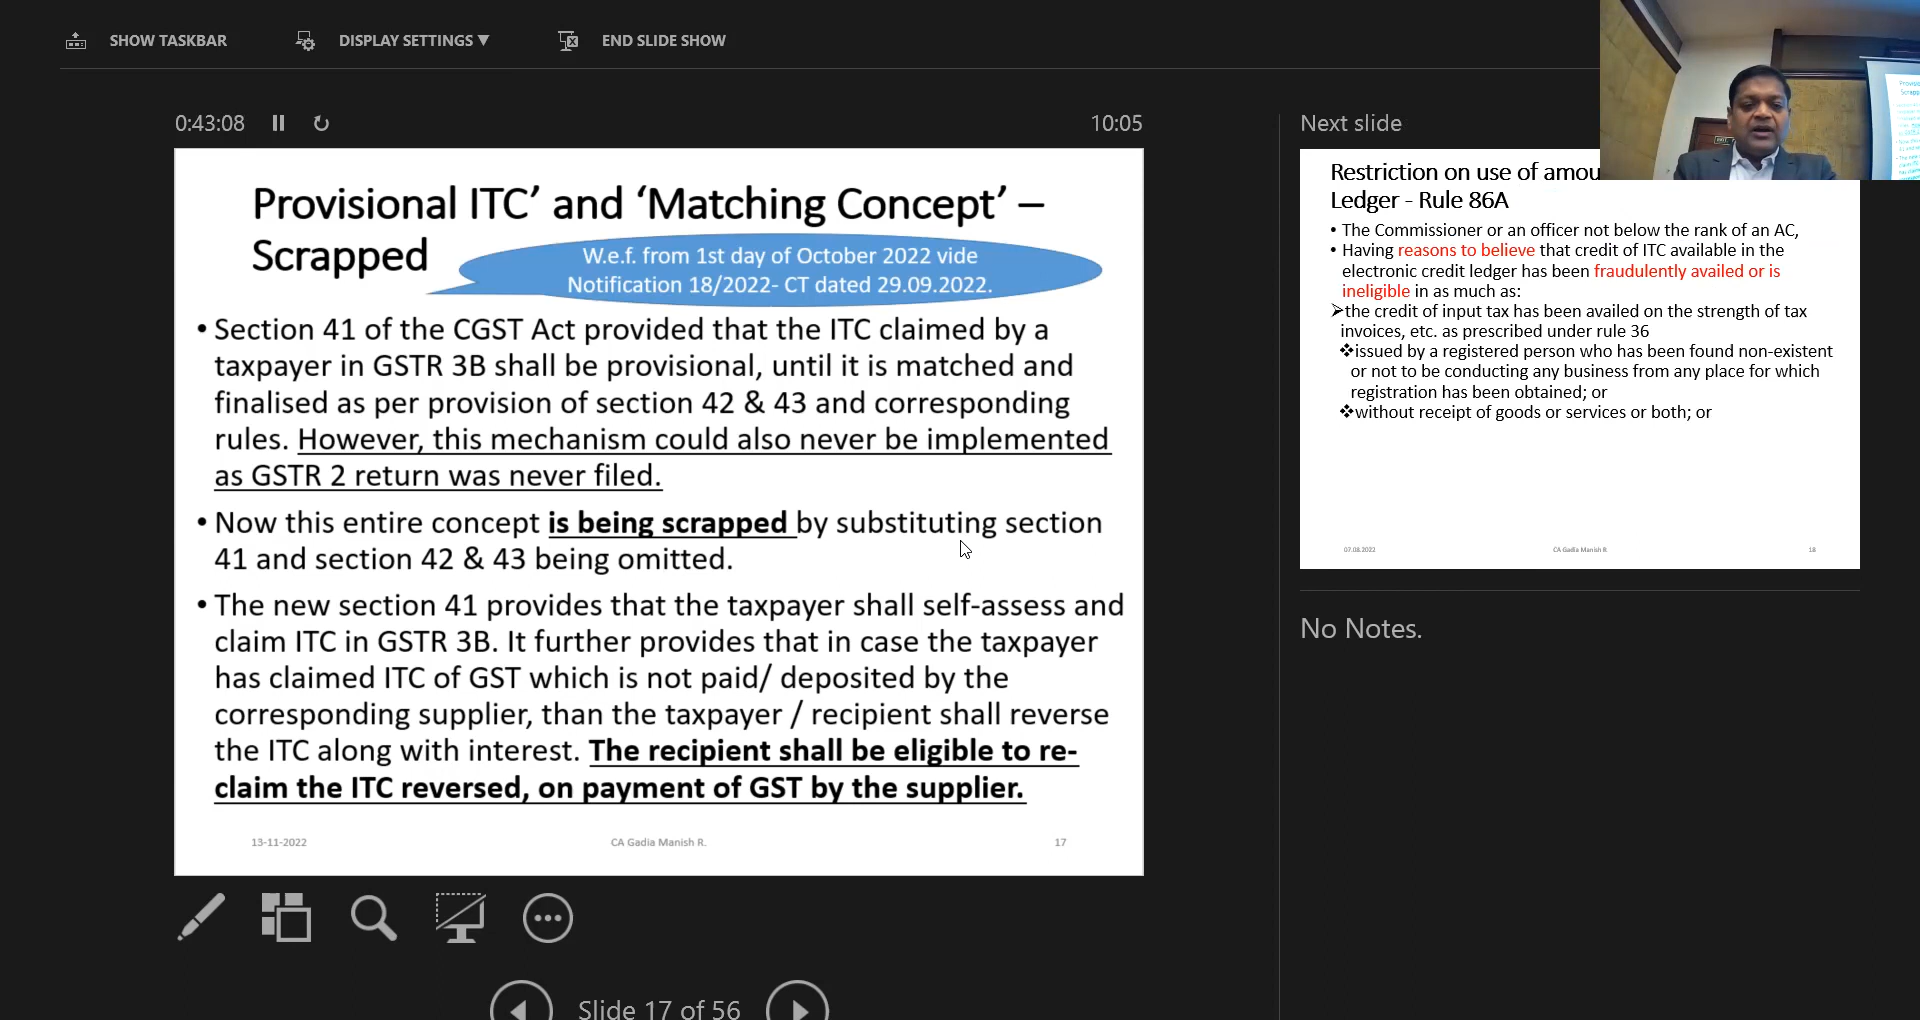 SHOW TASKBAR
DISPLAY SETTINGS ▼
END SLIDE SHOW
0:43:08
10:05
Provisional ITC’ and ‘Matching Concept’ –
Scrapped
W.e.f. from 1st day of October 2022 vide
Notification 18/2022- CT dated 29.09.2022.
• Section 41 of the CGST Act provided that the ITC claimed by a
taxpayer in GSTR 3B shall be provisional, until it is matched and
finalised as per provision of section 42 & 43 and corresponding
rules. However, this mechanism could also never be implemented
as GSTR 2 return was never filed.
• Now this entire concept is being scrapped by substituting section
41 and section 42 & 43 being omitted.
• The new section 41 provides that the taxpayer shall self-assess and
claim ITC in GSTR 3B. It further provides that in case the taxpayer
has claimed ITC of GST which is not paid/ deposited by the
corresponding supplier, than the taxpayer / recipient shall reverse
the ITC along with interest. The recipient shall be eligible to re-
claim the ITC reversed, on payment of GST by the supplier.
13-11-2022
CA Gadia Manish R.
17
Slide 17 of 56
Next slide
Restriction on use of amou
Ledger - Rule 86A
• The Commissioner or an officer not below the rank of an AC,
• Having reasons to believe that credit of ITC available in the
electronic credit ledger has been fraudulently availed or is
ineligible in as much as:
➢the credit of input tax has been availed on the strength of tax
invoices, etc. as prescribed under rule 36
❖issued by a registered person who has been found non-existent
or not to be conducting any business from any place for which
registration has been obtained; or
❖without receipt of goods or services or both; or
07.08.2022
CA Gadia Manish R
18
No Notes.